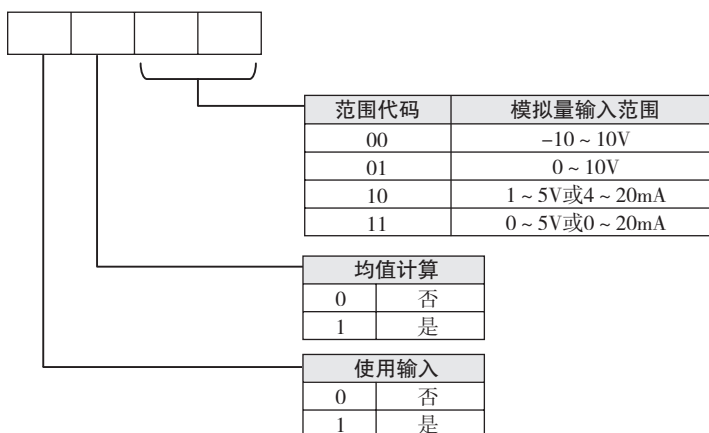 范围代码 模拟量输入范围
00 –10 ~ 10V
01 0 ~ 10V
10 1 ~ 5V或4 ~ 20mA
11 0 ~ 5V或0 ~ 20mA
均值计算
0 否
1 是
使用输入
0 否
1 是